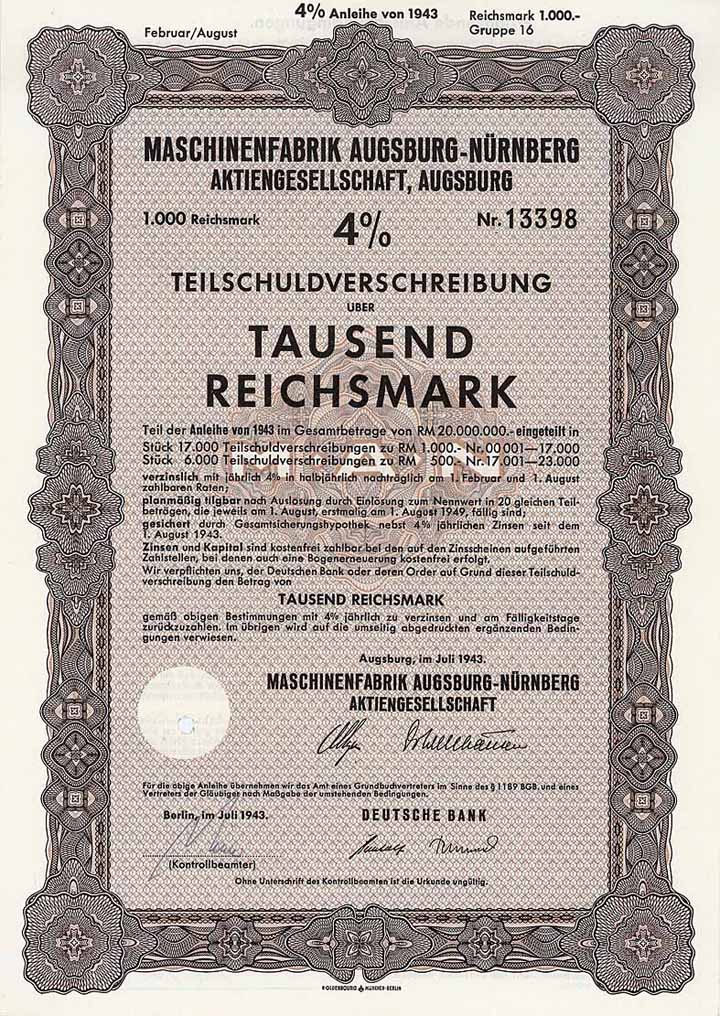 4% Anleihe von 1943
Reichsmark 1.000.-
Februar/August
Gruppe 16
MASCHINENFABRIK AUGSBURG-NÜRNBERG
AKTIENGESELLSCHAFT, AUGSBURG
1.000 Reichsmark
4%
Nr. 13398
TEILSCHULDVERSCHREIBUNG
UBER
TAUSEND
REICHSMARK
Teil der Anleihe von 1943 im Gesamtbetrage von RM 20.000.000.- eingeteilt in
Stück 17.000 Teilschuldverschreibungen zu RM 1.000.- Nr. 00 001—17.000
Stück 6.000 Teilschuldverschreibungen zu RM 500.- Nr. 17.001—23.000
verzinslich mit jährlich 4% in halbjährlich nachträglich am 1. Februar und 1. August
zahlbaren Raten;
planmäßig tilgbar nach Auslosung durch Einlösung zum Nennwert in 20 gleichen Teil-
beträgen, die jeweils am 1. August, erstmalig am 1. August 1949, fällig sind;
gesichert durch Gesamtsicherungshypothek nebst 4% jährlichen Zinsen seit dem
1. August 1943.
Zinsen und Kapital sind kostenfrei zahlbar bei den auf den Zinsscheinen aufgeführten
Zahlstellen, bei denen auch eine Bogenerneuerung kostenfrei erfolgt.
Wir verpflichten uns, der Deutschen Bank oder deren Order auf Grund dieser Teilschuld-
verschreibung den Betrag von
TAUSEND REICHSMARK
gemäß obigen Bestimmungen mit 4% jährlich zu verzinsen und am Fälligkeitstage
zurückzuzahlen. Im übrigen wird auf die umseitig abgedruckten ergänzenden Bedin-
gungen verwiesen.
Augsburg, im Juli 1943.
MASCHINENFABRIK AUGSBURG-NÜRNBERG
AKTIENGESELLSCHAFT
Für die obige Anleihe übernehmen wir das Amt eines Grundbuchvertreters im Sinne des § 1189 BGB. und eines
Vertreters der Gläubiger nach Maßgabe der umstehenden Bedingungen.
Berlin, im Juli 1943.
DEUTSCHE BANK
(Kontrollbeamter)
Ohne Unterschrift des Kontrollbeamten ist die Urkunde ungültig.
R·OLDENBOURG MÜNCHEN-BERLIN